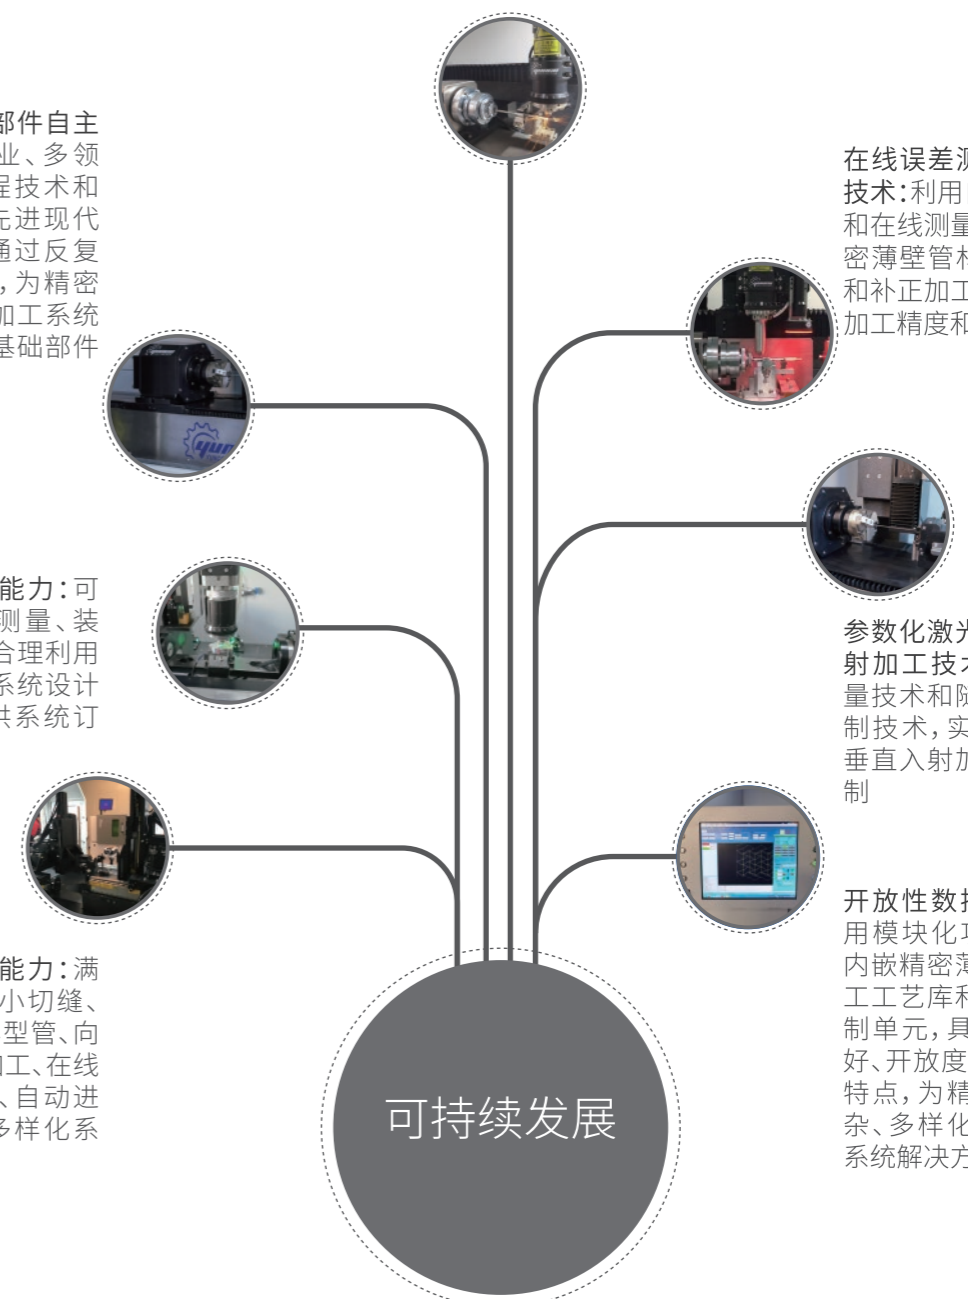 部件自主
业、多领
程技术和
先进现代
通过反复
,为精密
加工系统
基础部件
能力:可
测量、装
合理利用
系统设计
供系统订
能力:满
小切缝、
型管、向
加工、在线
、自动进
多样化系
在线误差测
技术:利用
和在线测量
密薄壁管材
和补正加工
加工精度和
参数化激光
射加工技术
量技术和随
制技术,实
垂直入射加
制
开放性数控
用模块化功
内嵌精密薄
工工艺库和
制单元,具
好、开放度
特点,为精
杂、多样化
系统解决方
可持续发展